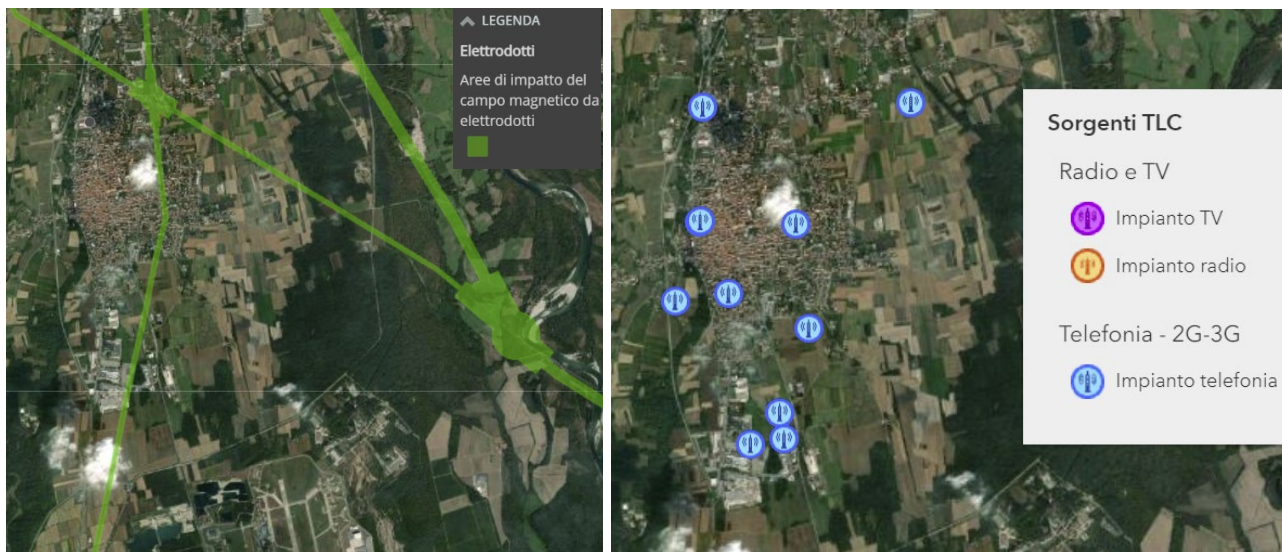 LEGENDA
Elettrodotti
Aree di impatto del
campo magnetico da
elettrodotti
Sorgenti TLC
Radio e TV
Impianto TV
Impianto radio
Telefonia - 2G-3G
Impianto telefonia